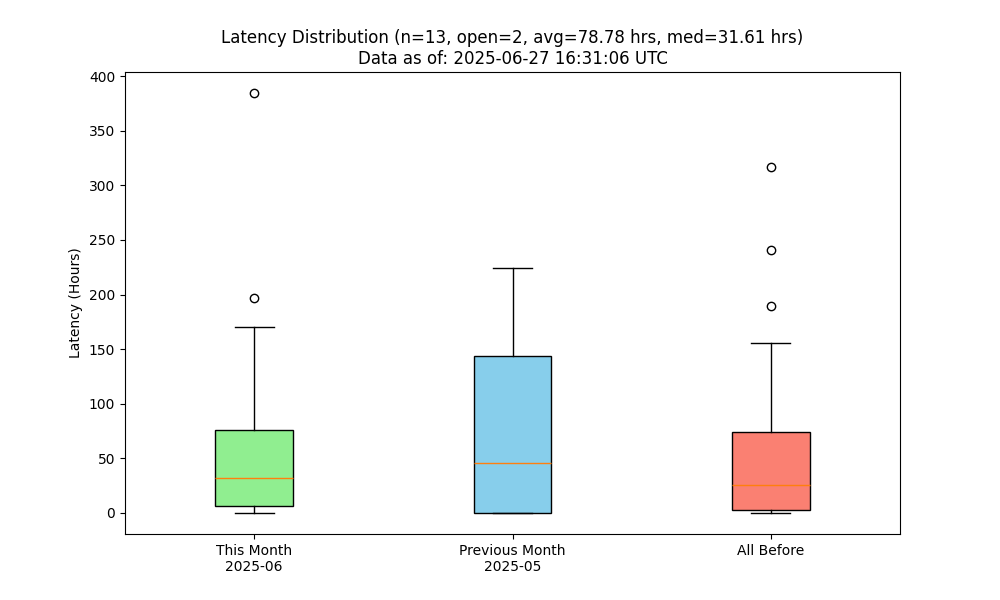 Latency Distribution (n=13, open=2, avg=78.78 hrs, med=31.61 hrs)
Data as of: 2025-06-27 16:31:06 UTC
400
350
300
250
200
150
100
50
0
Latency (Hours)
This Month
2025-06
Previous Month
2025-05
All Before